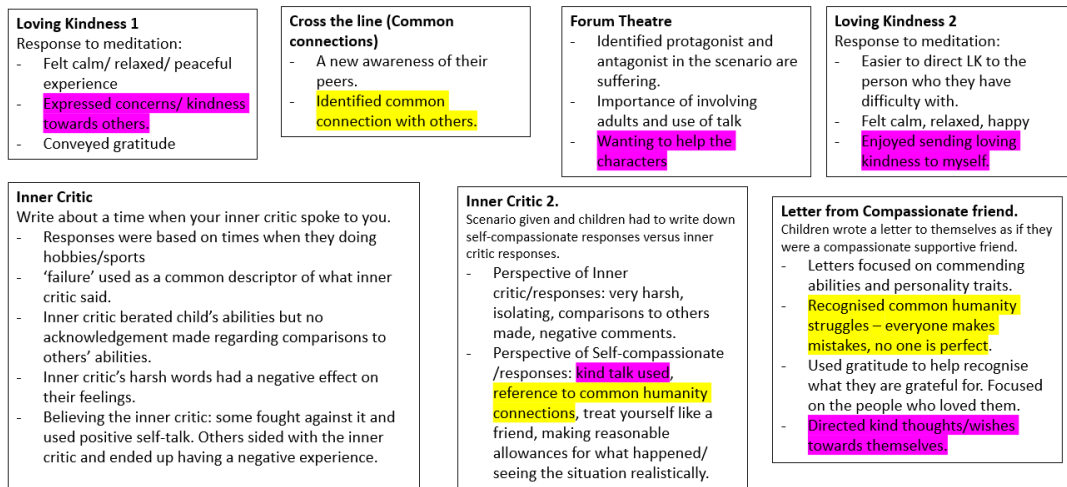 Loving Kindness 1
Response to meditation:
- Felt calm/ relaxed/ peaceful
experience
- Expressed concerns/ kindness
towards others.
- Conveyed gratitude
Cross the line (Common
connections)
- A new awareness of their
peers.
- Identified common
connection with others.
Forum Theatre
- Identified protagonist and
antagonist in the scenario are
suffering.
- Importance of involving
adults and use of talk
- Wanting to help the
characters
Loving Kindness 2
Response to meditation:
- Easier to direct LK to the
person who they have
difficulty with.
- Felt calm, relaxed, happy
- Enjoyed sending loving
kindness to myself.
Inner Critic
Write about a time when your inner critic spoke to you.
• Responses were based on times when they doing
hobbies/sports
• ‘failure’ used as a common descriptor of what inner
critic said.
• Inner critic berated child’s abilities but no
acknowledgement made regarding comparisons to
others’ abilities.
• Inner critic’s harsh words had a negative effect on
their feelings.
• Believing the inner critic: some fought against it and
used positive self-talk. Others sided with the inner
critic and ended up having a negative experience.
Inner Critic 2.
Scenario given and children had to write down
self-compassionate responses versus inner
critic responses.
- Perspective of Inner
critic/responses: very harsh,
isolating, comparisons to others
made, negative comments.
- Perspective of Self-compassionate
/responses: kind talk used,
reference to common humanity
connections, treat yourself like a
friend, making reasonable
allowances for what happened/
seeing the situation realistically.
Letter from Compassionate friend.
Children wrote a letter to themselves as if they
were a compassionate supportive friend.
- Letters focused on commending
abilities and personality traits.
- Recognised common humanity
struggles – everyone makes
mistakes, no one is perfect.
- Used gratitude to help recognise
what they are grateful for. Focused
on the people who loved them.
- Directed kind thoughts/wishes
towards themselves.